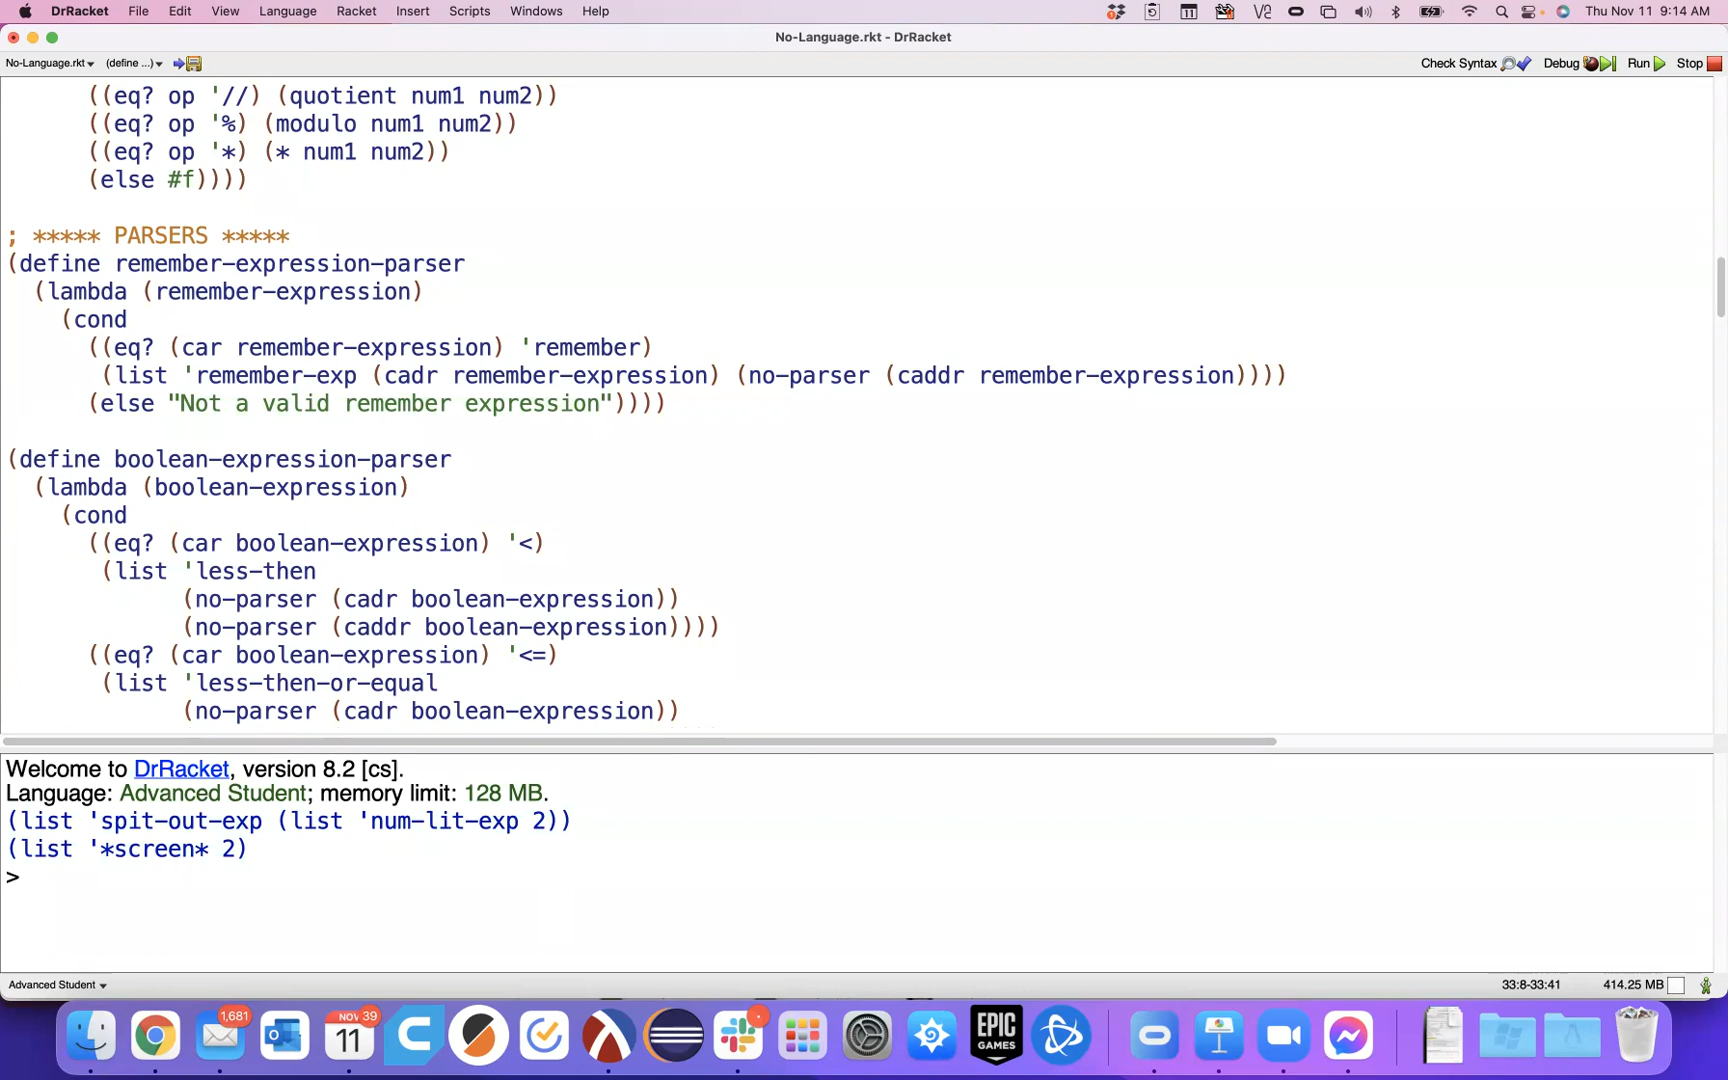 DrRacket File Edit View Language Racket Insert Scripts Windows Help Thu Nov 11 9:14 AM
No-Language.rkt - DrRacket
No-Language.rkt (define ...) Check Syntax Debug Run Stop
((eq? op '//) (quotient num1 num2))
((eq? op '%) (modulo num1 num2))
((eq? op '*) (* num1 num2))
(else #f))))
; ***** PARSERS *****
(define remember-expression-parser
(lambda (remember-expression)
(cond
((eq? (car remember-expression) 'remember)
(list 'remember-exp (cadr remember-expression) (no-parser (caddr remember-expression))))
(else "Not a valid remember expression"))))
(define boolean-expression-parser
(lambda (boolean-expression)
(cond
((eq? (car boolean-expression) '<)
(list 'less-then
(no-parser (cadr boolean-expression))
(no-parser (caddr boolean-expression))))
((eq? (car boolean-expression) '<=)
(list 'less-then-or-equal
(no-parser (cadr boolean-expression))
Welcome to DrRacket, version 8.2 [cs].
Language: Advanced Student; memory limit: 128 MB.
(list 'spit-out-exp (list 'num-lit-exp 2))
(list '*screen* 2)
>
Advanced Student 33:8-33:41 414.25 MB
1,681
NOV 39
11
EPIC
GAMES